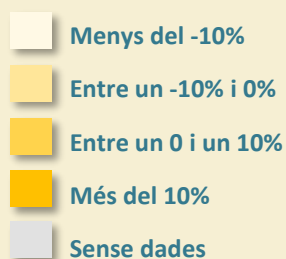 Menys del -10%
Entre un -10% i 0%
Entre un 0 i un 10%
Més del 10%
Sense dades